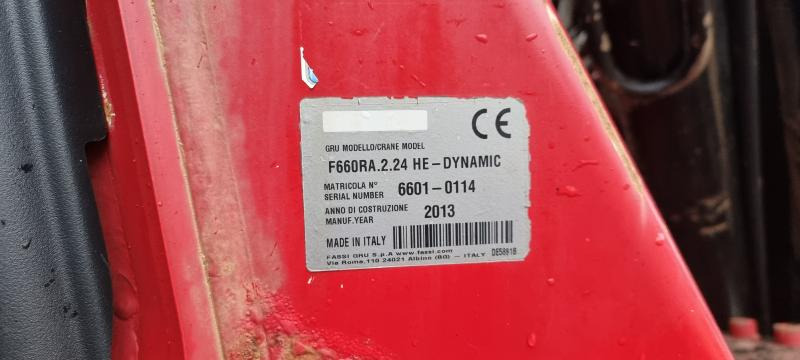 CE
GRU MODELLO/CRANE MODEL
F660RA.2.24 HE-DYNAMIC
MATRICOLA N°
SERIAL NUMBER 6601-0114
ANNO DI COSTRUZIONE
MANUF.YEAR 2013
MADE IN ITALY
FASSI GRU S.p.A www.fassi.com
Via Roma,110 24021 Albino (BG) - ITALY